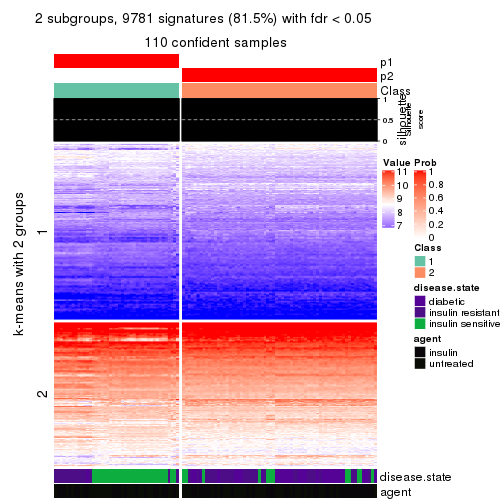 2 subgroups, 9781 signatures (81.5%) with fdr < 0.05
110 confident samples
p1
p2
Class
1
0.5
0
silhouette
Silhouette
score
k-means with 2 groups
1
2
Value
11
10
9
8
7
Prob
1
0.8
0.6
0.4
0.2
0
Class
1
2
disease.state
diabetic
insulin resistant
insulin sensitive
agent
insulin
untreated
disease.state
agent